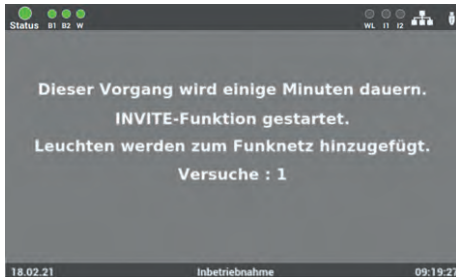 Status B1 B2 W WL I1 I2
Dieser Vorgang wird einige Minuten dauern.
INVITE-Funktion gestartet.
Leuchten werden zum Funknetz hinzugefügt.
Versuche : 1
18.02.21 Inbetriebnahme 09:19:27